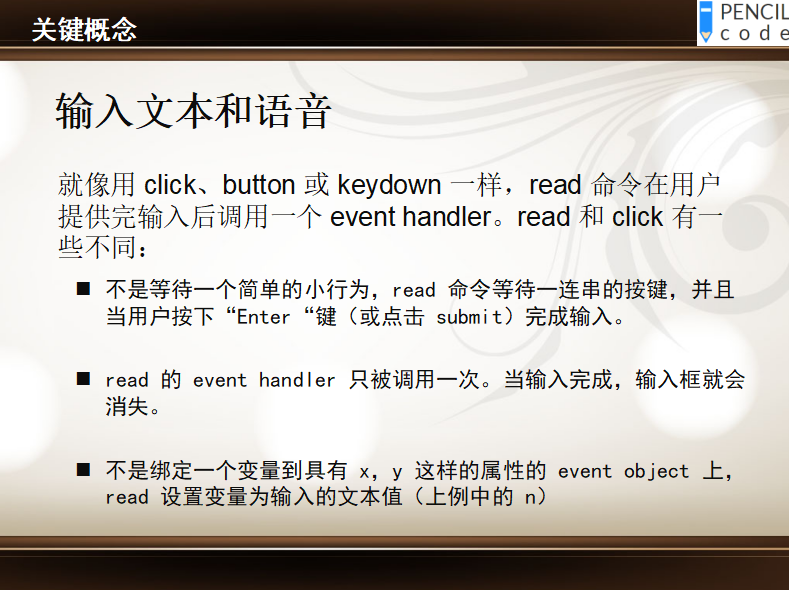 关键概念
PENCIL
code
输入文本和语音
就像用 click、button 或 keydown 一样，read 命令在用户
提供完输入后调用一个 event handler。read 和 click 有一
些不同：
■ 不是等待一个简单的小行为，read 命令等待一连串的按键，并且
当用户按下“Enter“键（或点击 submit）完成输入。
■ read 的 event handler 只被调用一次。当输入完成，输入框就会
消失。
■ 不是绑定一个变量到具有 x，y 这样的属性的 event object 上，
read 设置变量为输入的文本值（上例中的 n）